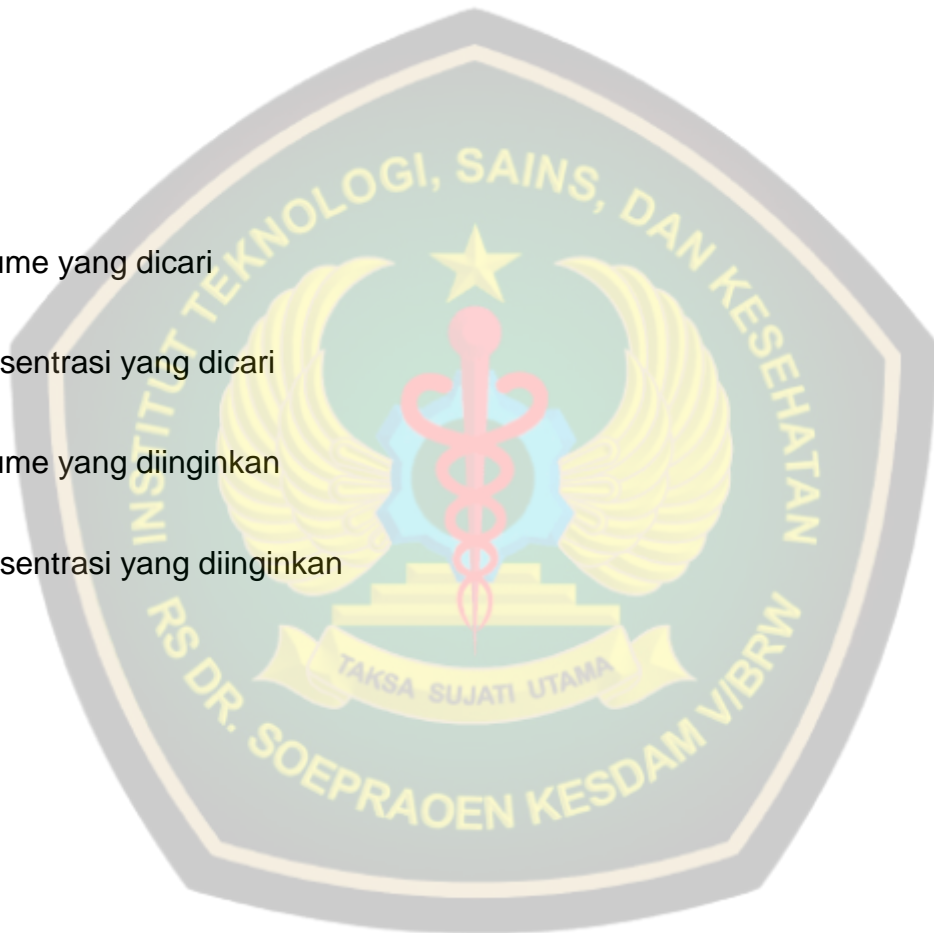 INSTITUT TEKNOLOGI, SAINS, DAN KESEHATAN
ume yang dicari
sentrasi yang dicari
ume yang diinginkan
sentrasi yang diinginkan
TAKSA SUJATI UTAMA
RS DR. SOEPRAOEN KESDAM V/BRW